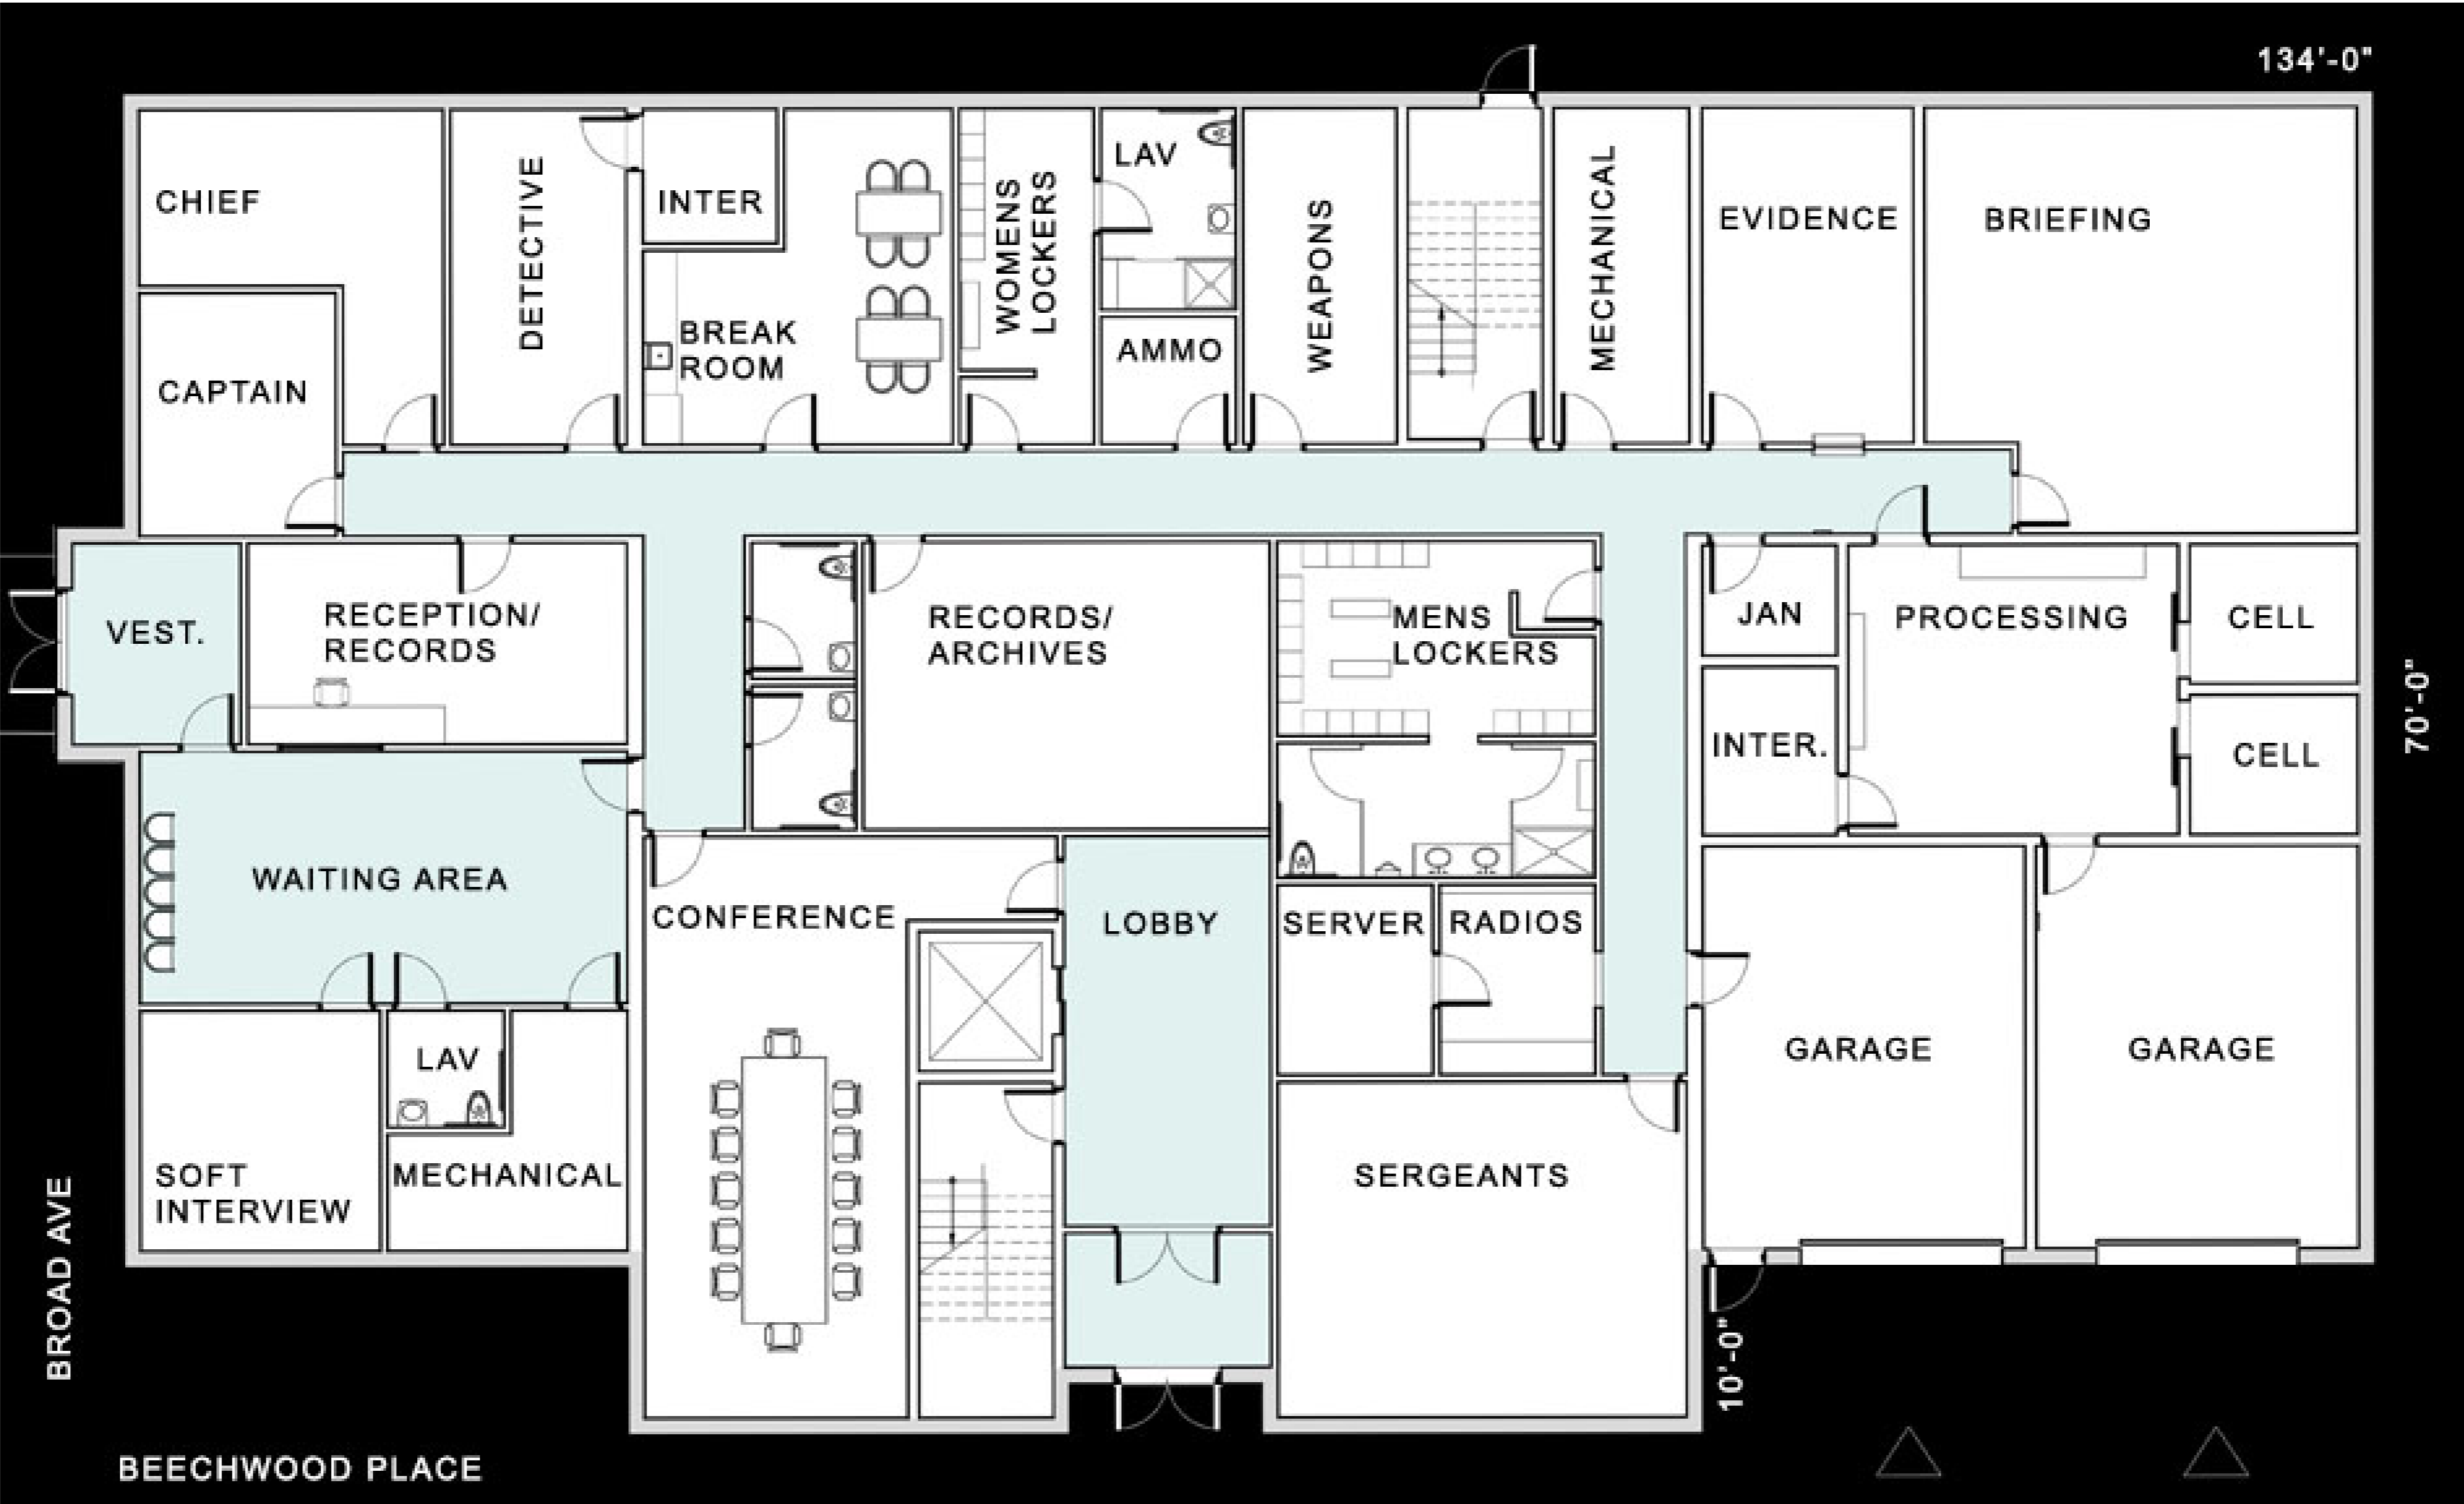 134'-0"
CHIEF
DETECTIVE
INTER
BREAK
ROOM
WOMENS
LOCKERS
LAV
AMMO
WEAPONS
MECHANICAL
EVIDENCE
BRIEFING
CAPTAIN
VEST.
RECEPTION/
RECORDS
RECORDS/
ARCHIVES
MENS
LOCKERS
JAN
PROCESSING
CELL
INTER.
CELL
70'-0"
WAITING AREA
CONFERENCE
LOBBY
SERVER
RADIOS
GARAGE
GARAGE
LAV
SOFT
INTERVIEW
MECHANICAL
SERGEANTS
BROAD AVE
10'-0"
BEECHWOOD PLACE